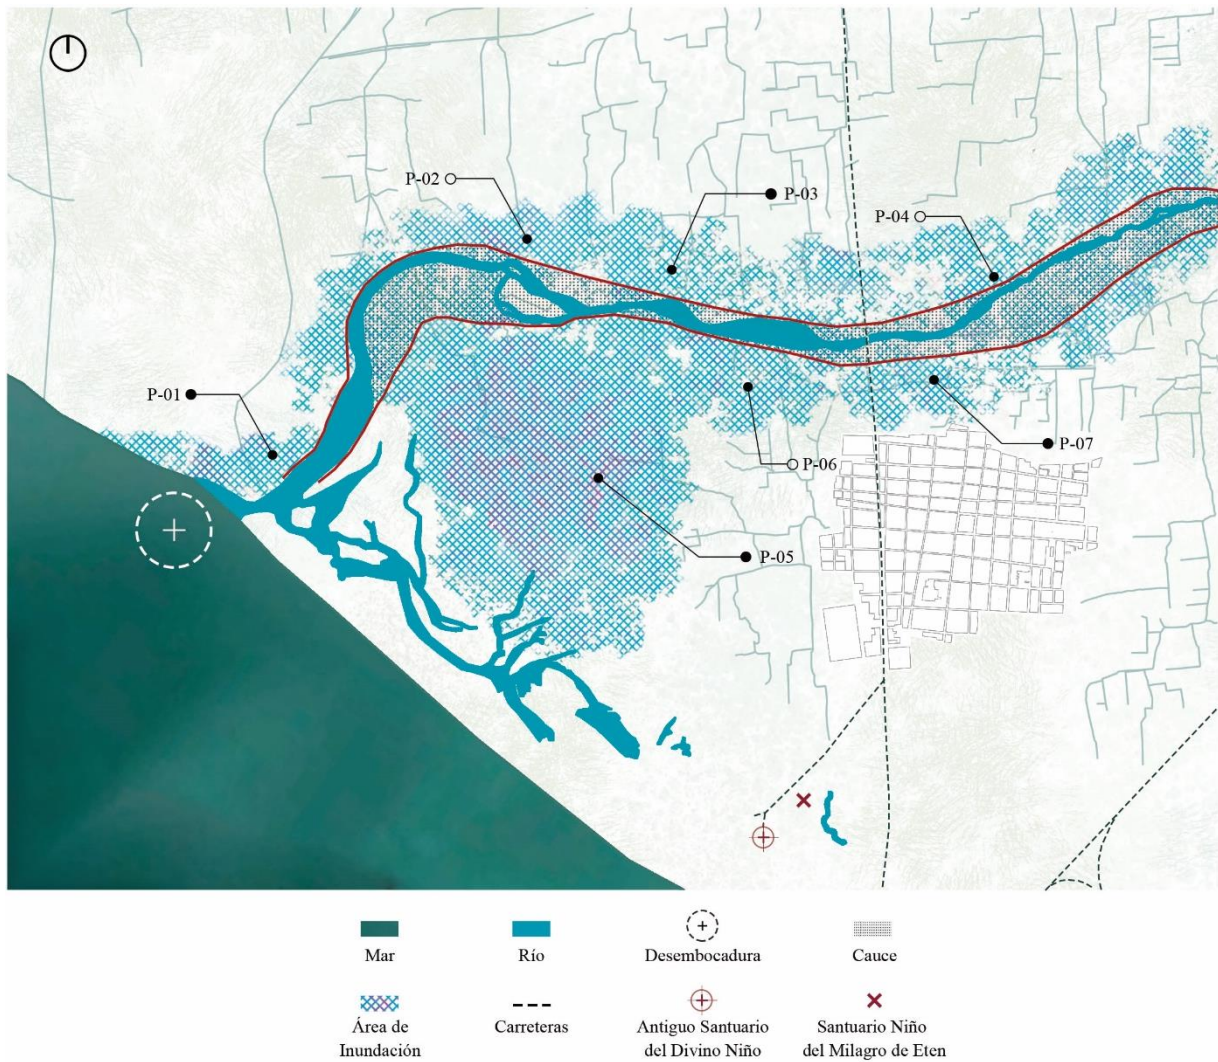 P-02
P-03
P-04
P-01
P-07
P-06
P-05
Mar
Río
Desembocadura
Cauce
Área de
Inundación
Carreteras
Antiguo Santuario
del Divino Niño
Santuario Niño
del Milagro de Eten